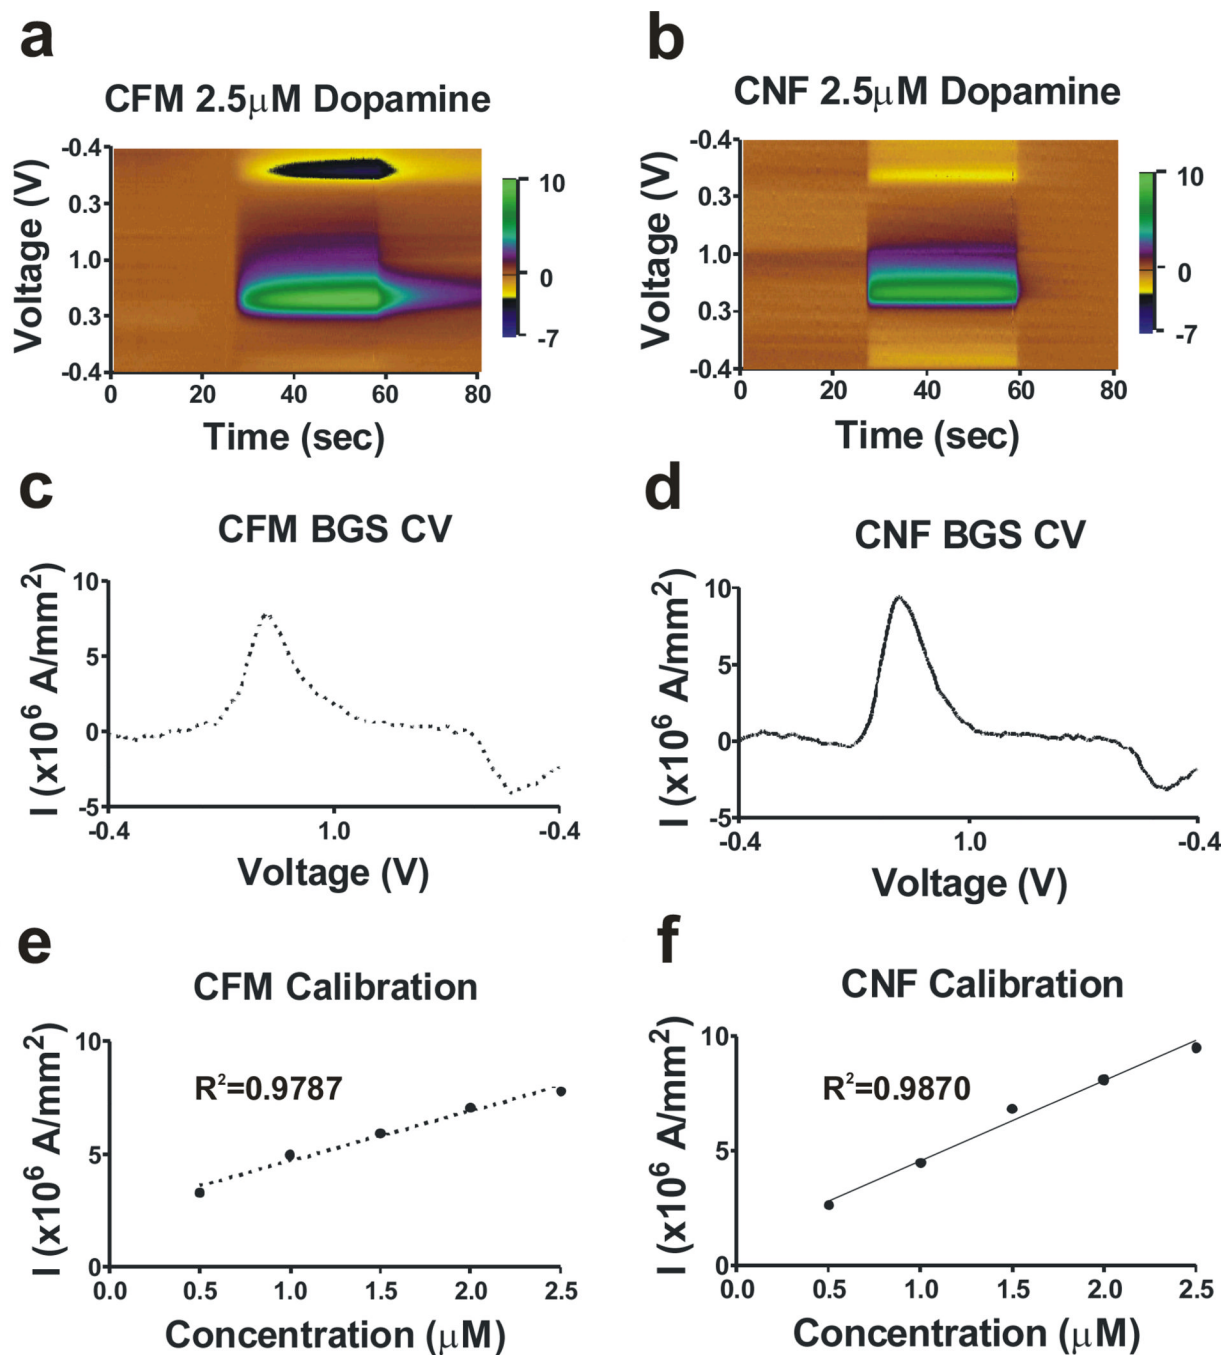 a
CFM 2.5μM Dopamine
-0.4
0.3
1.0
0.3
-0.4
Voltage (V)
0 20 40 60 80
Time (sec)
10
0
-7
b
CNF 2.5μM Dopamine
-0.4
0.3
1.0
0.3
-0.4
Voltage (V)
0 20 40 60 80
Time (sec)
10
0
-7
c
CFM BGS CV
10
5
0
-5
I (x10⁶ A/mm²)
-0.4 1.0 -0.4
Voltage (V)
d
CNF BGS CV
10
5
0
-5
I (x10⁶ A/mm²)
-0.4 1.0 -0.4
Voltage (V)
e
CFM Calibration
R²=0.9787
10
5
0
I (x10⁶ A/mm²)
0.0 0.5 1.0 1.5 2.0 2.5
Concentration (μM)
f
CNF Calibration
R²=0.9870
10
5
0
I (x10⁶ A/mm²)
0.0 0.5 1.0 1.5 2.0 2.5
Concentration (μM)